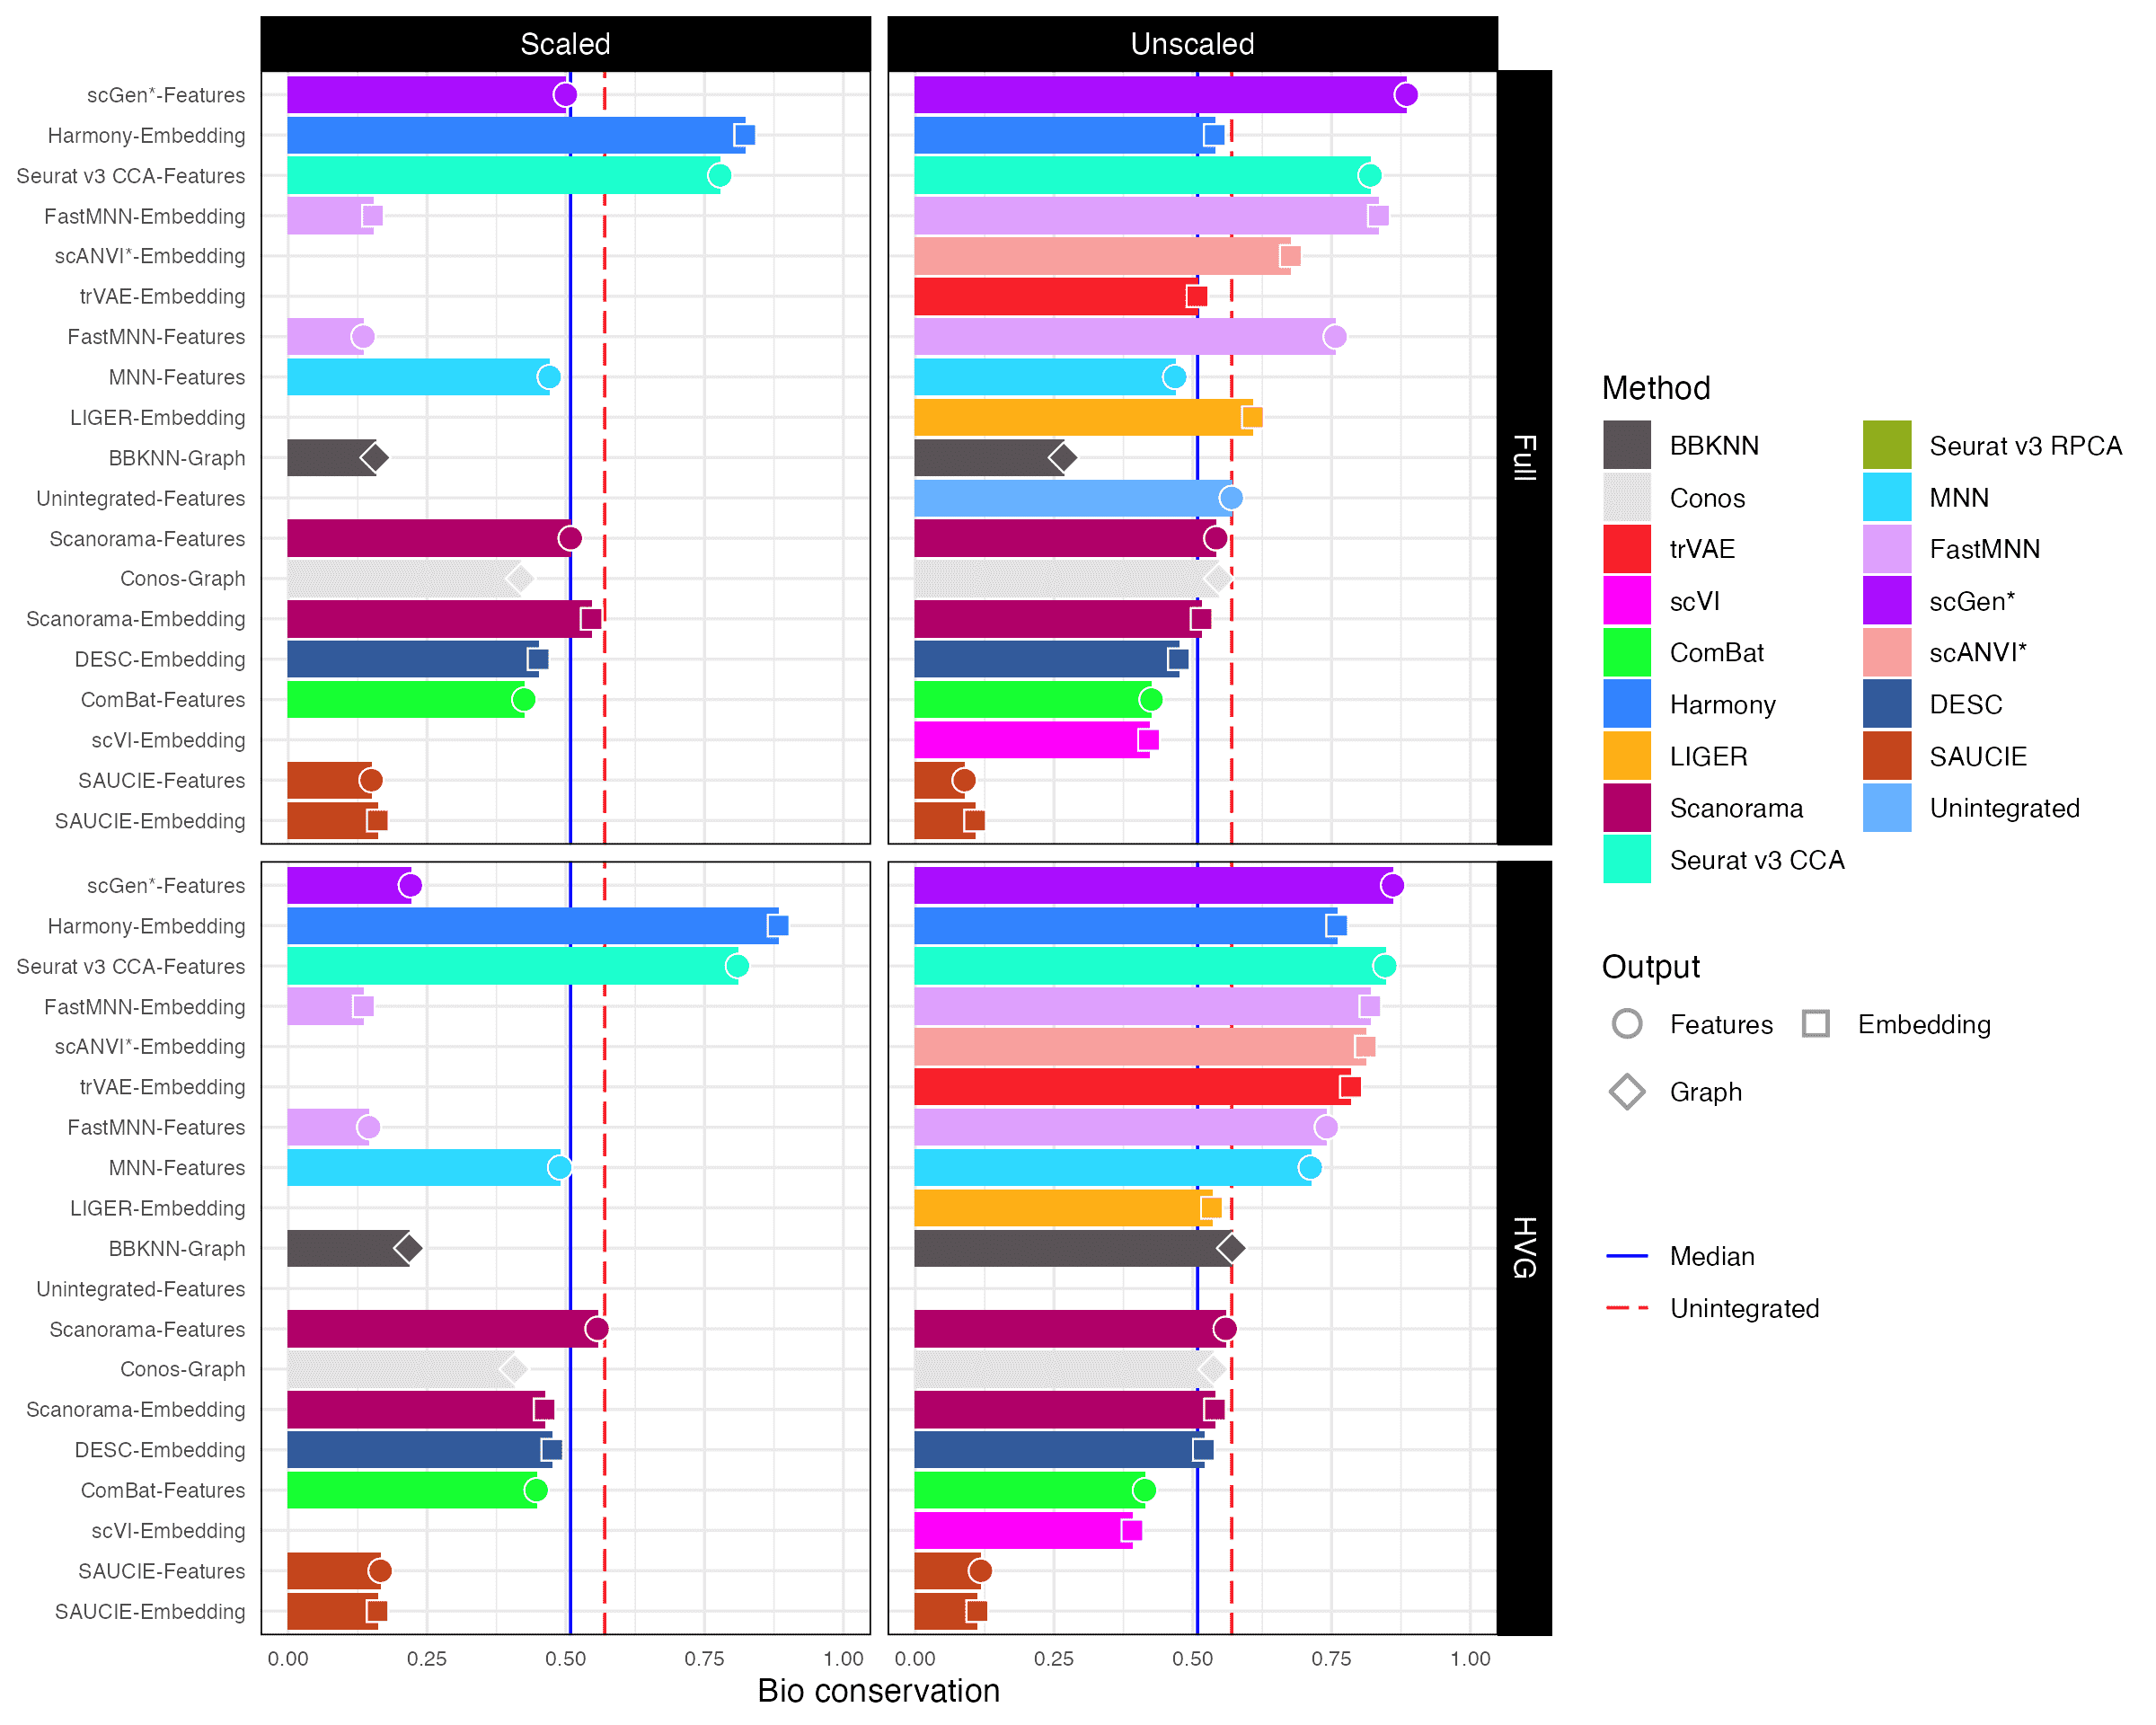 Scaled
Unscaled
scGen*-Features
Harmony-Embedding
Seurat v3 CCA-Features
FastMNN-Embedding
scANVI*-Embedding
trVAE-Embedding
FastMNN-Features
MNN-Features
LIGER-Embedding
BBKNN-Graph
Unintegrated-Features
Scanorama-Features
Conos-Graph
Scanorama-Embedding
DESC-Embedding
ComBat-Features
scVI-Embedding
SAUCIE-Features
SAUCIE-Embedding
Full
scGen*-Features
Harmony-Embedding
Seurat v3 CCA-Features
FastMNN-Embedding
scANVI*-Embedding
trVAE-Embedding
FastMNN-Features
MNN-Features
LIGER-Embedding
BBKNN-Graph
Unintegrated-Features
Scanorama-Features
Conos-Graph
Scanorama-Embedding
DESC-Embedding
ComBat-Features
scVI-Embedding
SAUCIE-Features
SAUCIE-Embedding
HVG
0.00 0.25 0.50 0.75 1.00
0.00 0.25 0.50 0.75 1.00
Bio conservation
Method
BBKNN
Conos
trVAE
scVI
ComBat
Harmony
LIGER
Scanorama
Seurat v3 CCA
Seurat v3 RPCA
MNN
FastMNN
scGen*
scANVI*
DESC
SAUCIE
Unintegrated
Output
Features
Embedding
Graph
Median
Unintegrated